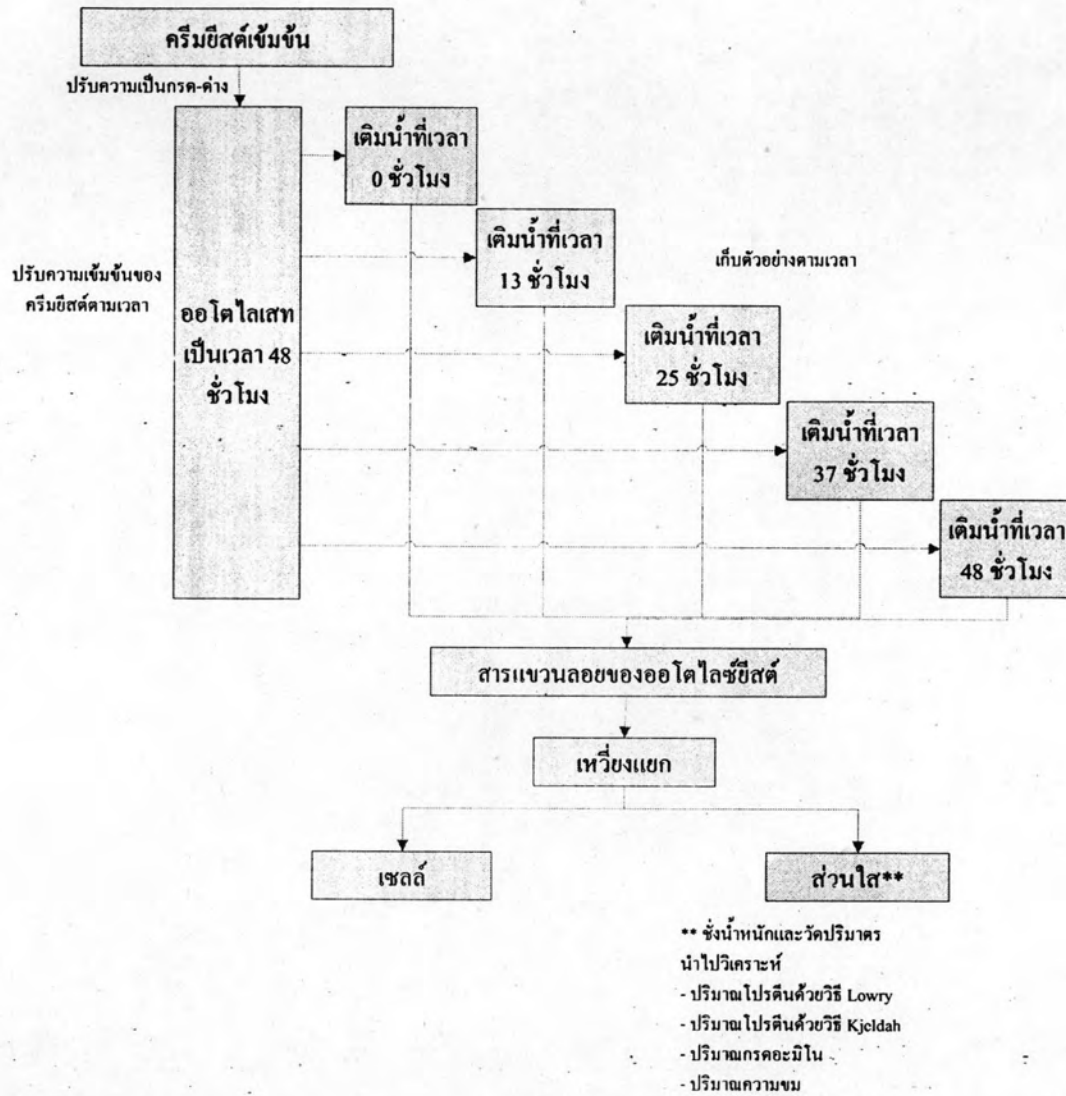 ครีมยีสต์เข้มข้น
ปรับความเป็นกรด-ด่าง
เติมน้ำที่เวลา
0 ชั่วโมง
เติมน้ำที่เวลา
13 ชั่วโมง
เก็บตัวอย่างตามเวลา
ปรับความเข้มข้นของ
ครีมยีสต์ตามเวลา
ออโตไลเสท
เป็นเวลา 48
ชั่วโมง
เติมน้ำที่เวลา
25 ชั่วโมง
เติมน้ำที่เวลา
37 ชั่วโมง
เติมน้ำที่เวลา
48 ชั่วโมง
สารแขวนลอยของออโตไลซ์ยีสต์
เหวี่ยงแยก
เซลล์
ส่วนใส**
** ชั่งน้ำหนักและวัดปริมาตร
นำไปวิเคราะห์
- ปริมาณโปรตีนด้วยวิธี Lowry
- ปริมาณโปรตีนด้วยวิธี Kjeldah
- ปริมาณกรดอะมิโน
- ปริมาณความขม